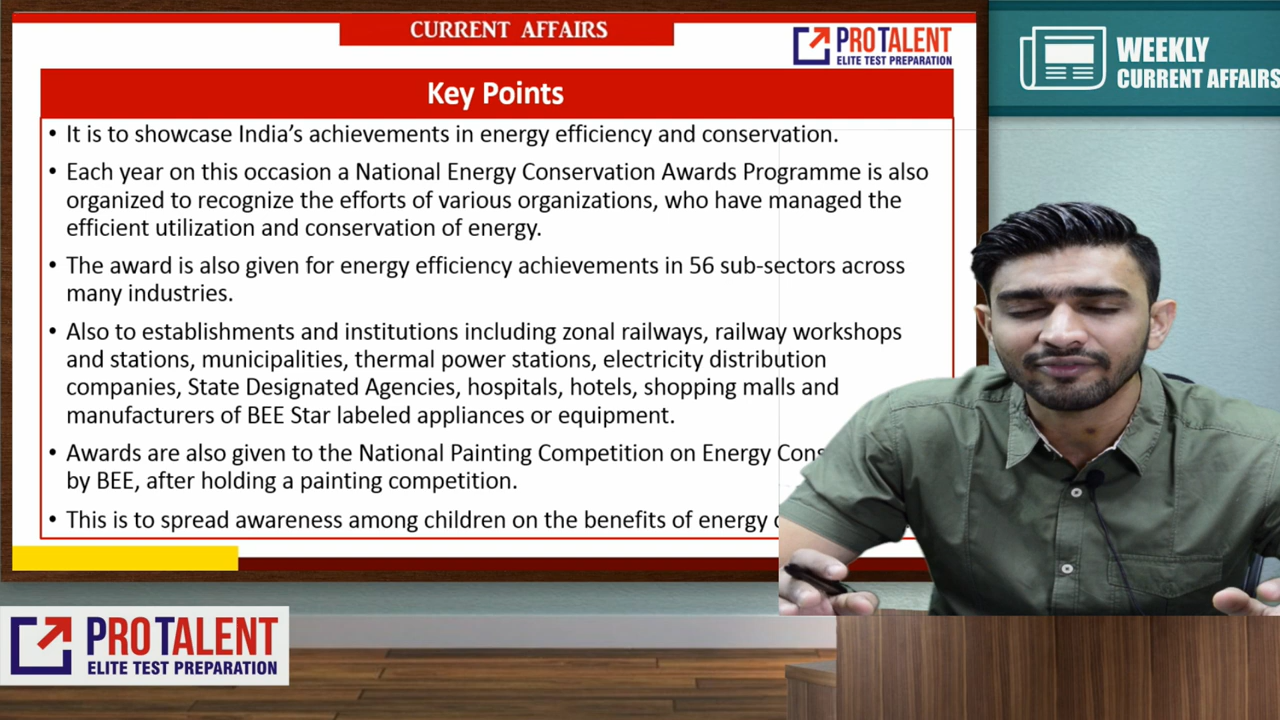 CURRENT AFFAIRS
PROTALENT
ELITE TEST PREPARATION
WEEKLY
CURRENT AFFAIRS
Key Points
• It is to showcase India's achievements in energy efficiency and conservation.
• Each year on this occasion a National Energy Conservation Awards Programme is also
organized to recognize the efforts of various organizations, who have managed the
efficient utilization and conservation of energy.
• The award is also given for energy efficiency achievements in 56 sub-sectors across
many industries.
• Also to establishments and institutions including zonal railways, railway workshops
and stations, municipalities, thermal power stations, electricity distribution
companies, State Designated Agencies, hospitals, hotels, shopping malls and
manufacturers of BEE Star labeled appliances or equipment.
• Awards are also given to the National Painting Competition on Energy
by BEE, after holding a painting competition.
• This is to spread awareness among children on the benefits of energy
PROTALENT
ELITE TEST PREPARATION